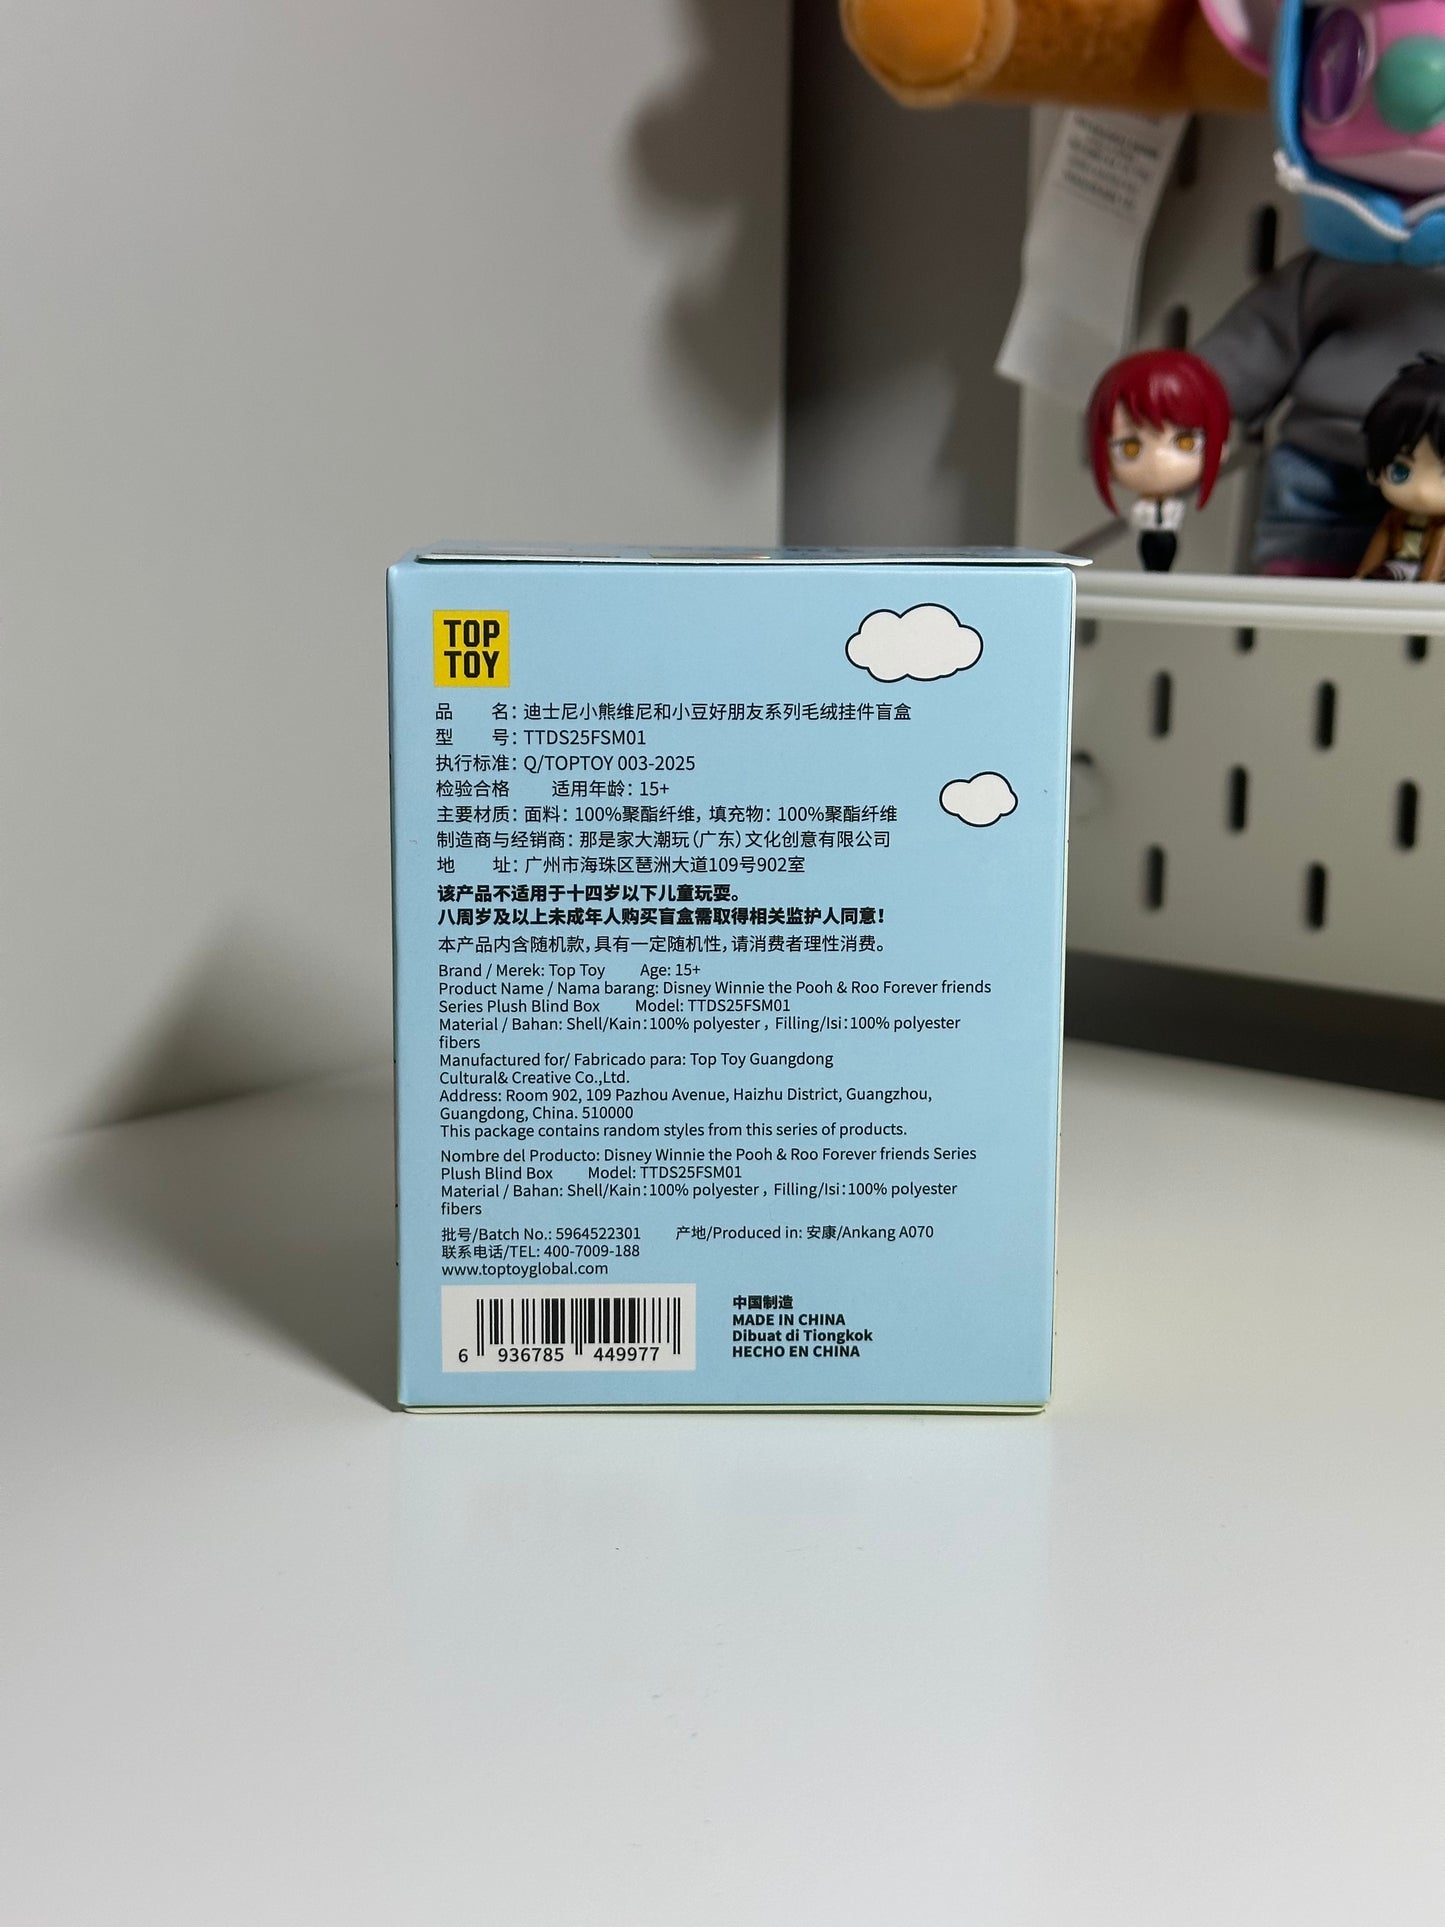 TOP
TOY
品 名：迪士尼小熊维尼和小豆好朋友系列毛绒挂件盲盒
型 号：TTDS25FSM01
执行标准：Q/TOPTOY 003-2025
检验合格 适用年龄：15+
主要材质：面料：100%聚酯纤维，填充物：100%聚酯纤维
制造商与经销商：那是家大潮玩（广东）文化创意有限公司
地 址：广州市海珠区琶洲大道109号902室
该产品不适用于十四岁以下儿童玩耍。
八周岁及以上未成年人购买盲盒需取得相关监护人同意！
本产品内含随机款，具有一定随机性，请消费者理性消费。
Brand / Merek: Top Toy Age: 15+
Product Name / Nama barang: Disney Winnie the Pooh & Roo Forever friends
Series Plush Blind Box Model: TTDS25FSM01
Material / Bahan: Shell/Kain：100% polyester , Filling/Isi：100% polyester
fibers
Manufactured for/ Fabricado para: Top Toy Guangdong
Cultural& Creative Co.,Ltd.
Address: Room 902, 109 Pazhou Avenue, Haizhu District, Guangzhou,
Guangdong, China. 510000
This package contains random styles from this series of products.
Nombre del Producto: Disney Winnie the Pooh & Roo Forever friends Series
Plush Blind Box Model: TTDS25FSM01
Material / Bahan: Shell/Kain：100% polyester , Filling/Isi：100% polyester
fibers
批号/Batch No.: 5964522301 产地/Produced in: 安康/Ankang A070
联系电话/TEL: 400-7009-188
www.toptoyglobal.com
6 936785 449977
中国制造
MADE IN CHINA
Dibuat di Tiongkok
HECHO EN CHINA